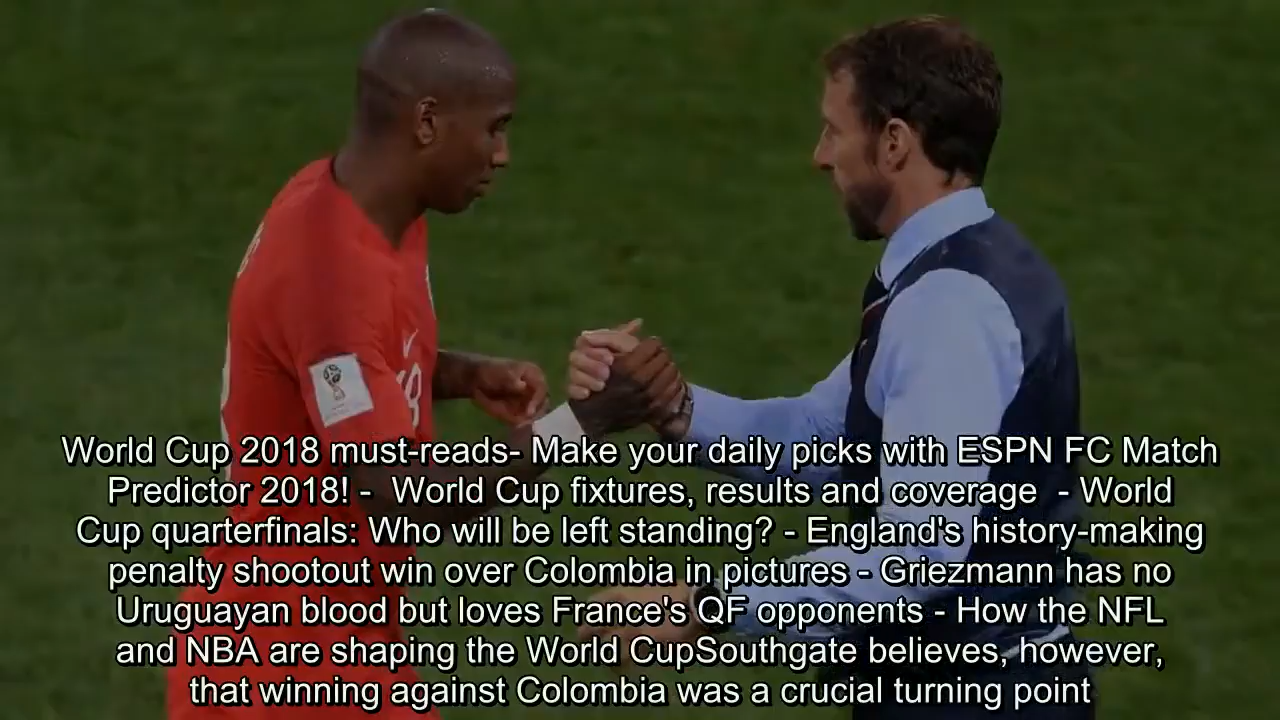 18
World Cup 2018 must-reads- Make your daily picks with ESPN FC Match
Predictor 2018! -  World Cup fixtures, results and coverage  - World
Cup quarterfinals: Who will be left standing? - England's history-making
penalty shootout win over Colombia in pictures - Griezmann has no
Uruguayan blood but loves France's QF opponents - How the NFL
and NBA are shaping the World CupSouthgate believes, however,
that winning against Colombia was a crucial turning point